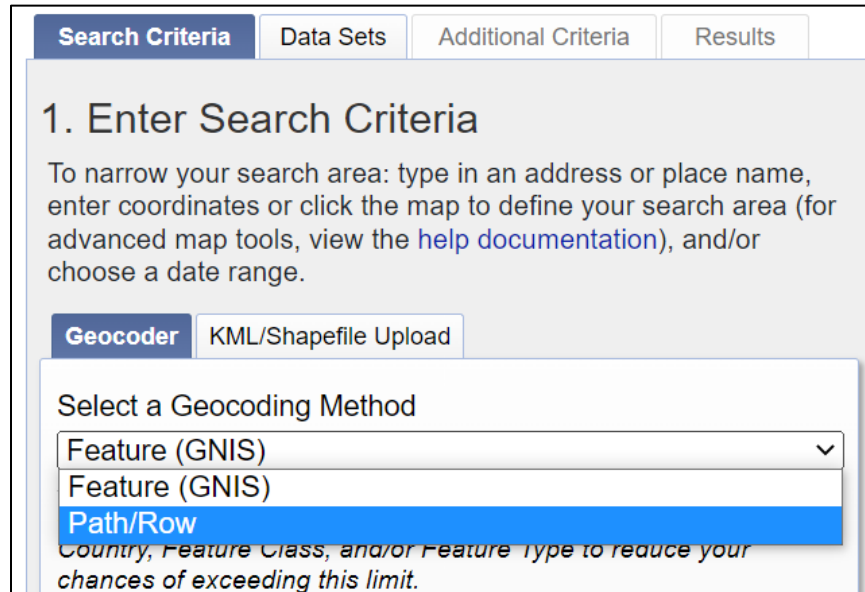 Search Criteria Data Sets Additional Criteria Results
1. Enter Search Criteria
To narrow your search area: type in an address or place name,
enter coordinates or click the map to define your search area (for
advanced map tools, view the help documentation), and/or
choose a date range.
Geocoder KML/Shapefile Upload
Select a Geocoding Method
Feature (GNIS)
Feature (GNIS)
Path/Row
Country, Feature Class, and/or Feature Type to reduce your
chances of exceeding this limit.